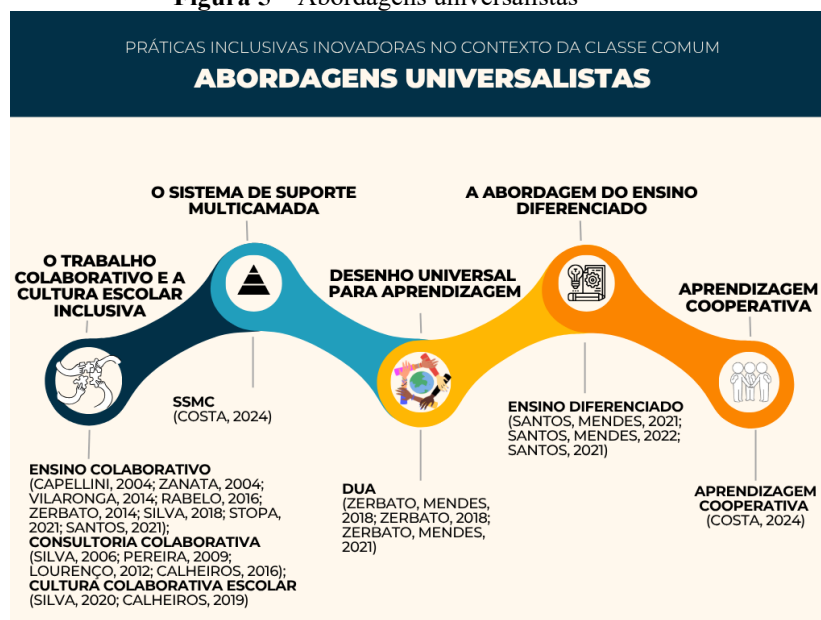 Figura 3 – Abordagens universalistas
PRÁTICAS INCLUSIVAS INOVADORAS NO CONTEXTO DA CLASSE COMUM
ABORDAGENS UNIVERSALISTAS
O TRABALHO
COLABORATIVO E A
CULTURA ESCOLAR
INCLUSIVA
ENSINO COLABORATIVO
(CAPELLINI, 2004; ZANATA, 2004;
VILARONGA, 2014; RABELO, 2016;
ZERBATO, 2014; SILVA, 2018; STOPA,
2021; SANTOS, 2021);
CONSULTORIA COLABORATIVA
(SILVA, 2006; PEREIRA, 2009;
LOURENÇO, 2012; CALHEIROS, 2016);
CULTURA COLABORATIVA ESCOLAR
(SILVA, 2020; CALHEIROS, 2019)
O SISTEMA DE SUPORTE
MULTICAMADA
SSMC
(COSTA, 2024)
DESENHO UNIVERSAL
PARA APRENDIZAGEM
DUA
(ZERBATO, MENDES,
2018; ZERBATO, 2018;
ZERBATO, MENDES,
2021)
A ABORDAGEM DO ENSINO
DIFERENCIADO
ENSINO DIFERENCIADO
(SANTOS, MENDES, 2021;
SANTOS, MENDES, 2022;
SANTOS, 2021)
APRENDIZAGEM
COOPERATIVA
APRENDIZAGEM
COOPERATIVA
(COSTA, 2024)